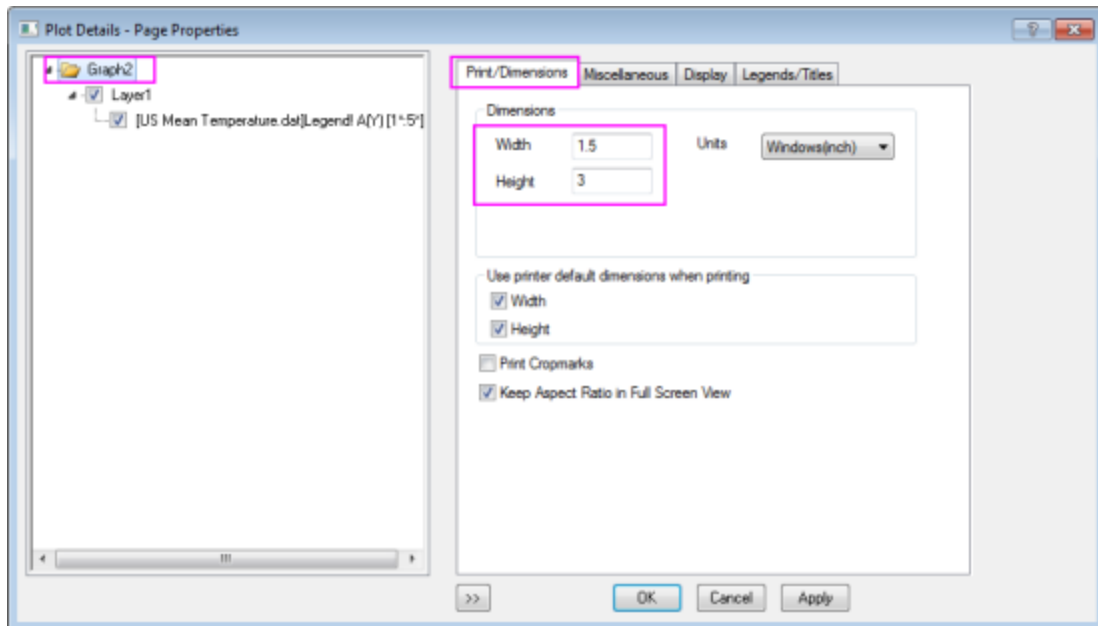 Plot Details - Page Properties
Graph2
Layer1
[US Mean Temperature.dat]Legend! A(Y) [1*:5*]
Print/Dimensions Miscellaneous Display Legends/Titles
Dimensions
Width 1.5 Units Windows(inch)
Height 3
Use printer default dimensions when printing
Width
Height
Print Cropmarks
Keep Aspect Ratio in Full Screen View
>> OK Cancel Apply